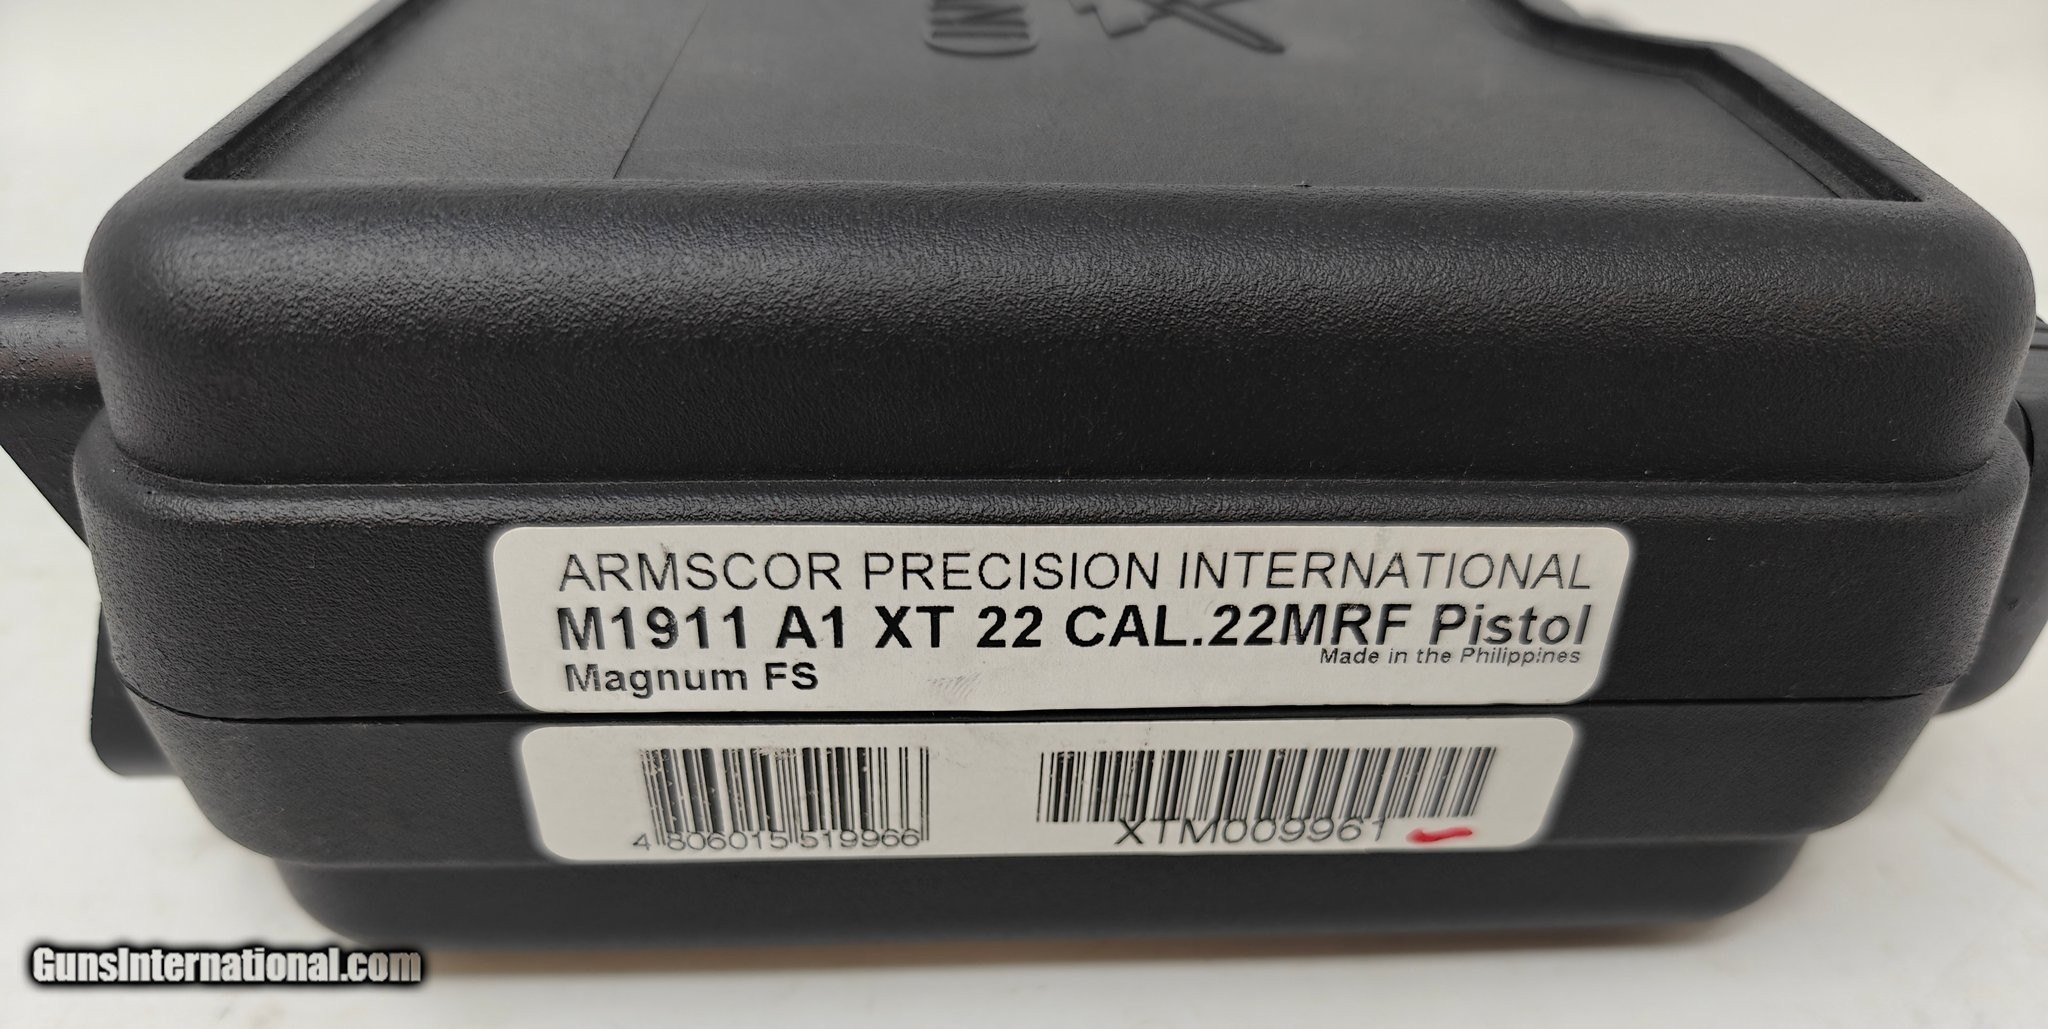 ARMSCOR PRECISION INTERNATIONAL
M1911 A1 XT 22 CAL.22MRF Pistol
Made in the Philippines
Magnum FS
4 806015 519966
XTM009961
GunsInternational.com